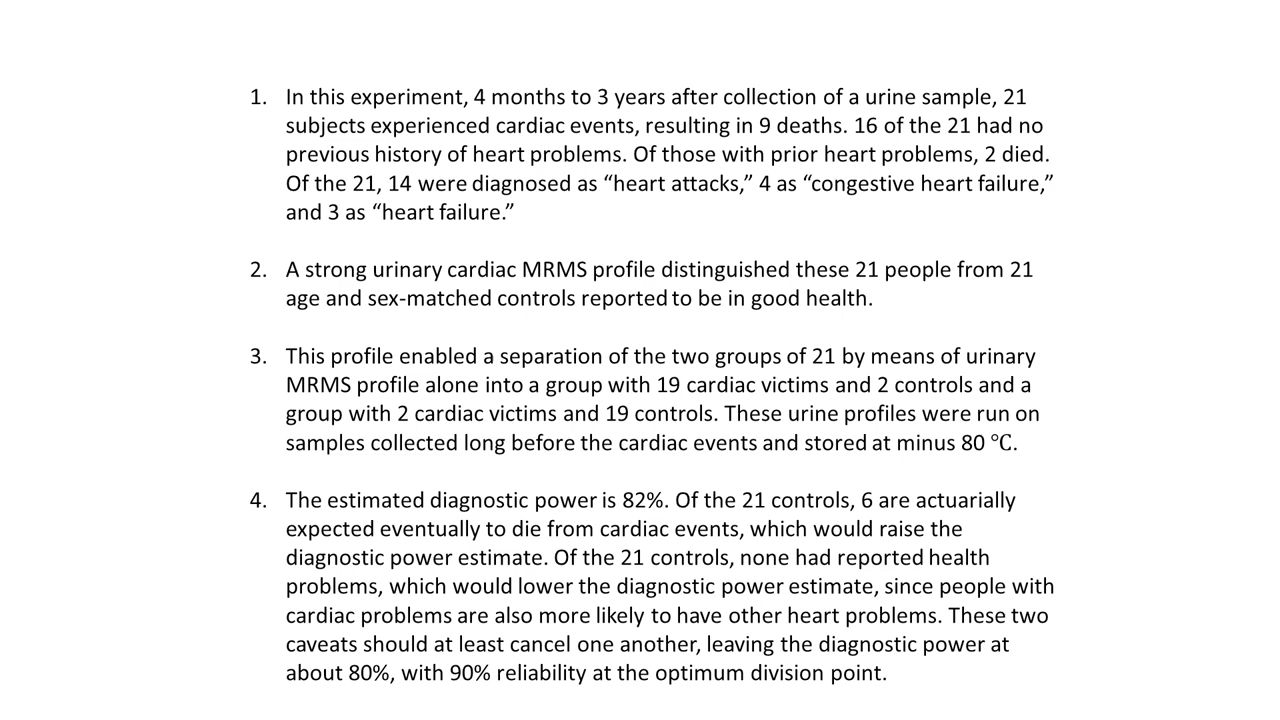 1. In this experiment, 4 months to 3 years after collection of a urine sample, 21
subjects experienced cardiac events, resulting in 9 deaths. 16 of the 21 had no
previous history of heart problems. Of those with prior heart problems, 2 died.
Of the 21, 14 were diagnosed as “heart attacks,” 4 as “congestive heart failure,”
and 3 as “heart failure.”
2. A strong urinary cardiac MRMS profile distinguished these 21 people from 21
age and sex-matched controls reported to be in good health.
3. This profile enabled a separation of the two groups of 21 by means of urinary
MRMS profile alone into a group with 19 cardiac victims and 2 controls and a
group with 2 cardiac victims and 19 controls. These urine profiles were run on
samples collected long before the cardiac events and stored at minus 80 ℃.
4. The estimated diagnostic power is 82%. Of the 21 controls, 6 are actuarially
expected eventually to die from cardiac events, which would raise the
diagnostic power estimate. Of the 21 controls, none had reported health
problems, which would lower the diagnostic power estimate, since people with
cardiac problems are also more likely to have other heart problems. These two
caveats should at least cancel one another, leaving the diagnostic power at
about 80%, with 90% reliability at the optimum division point.